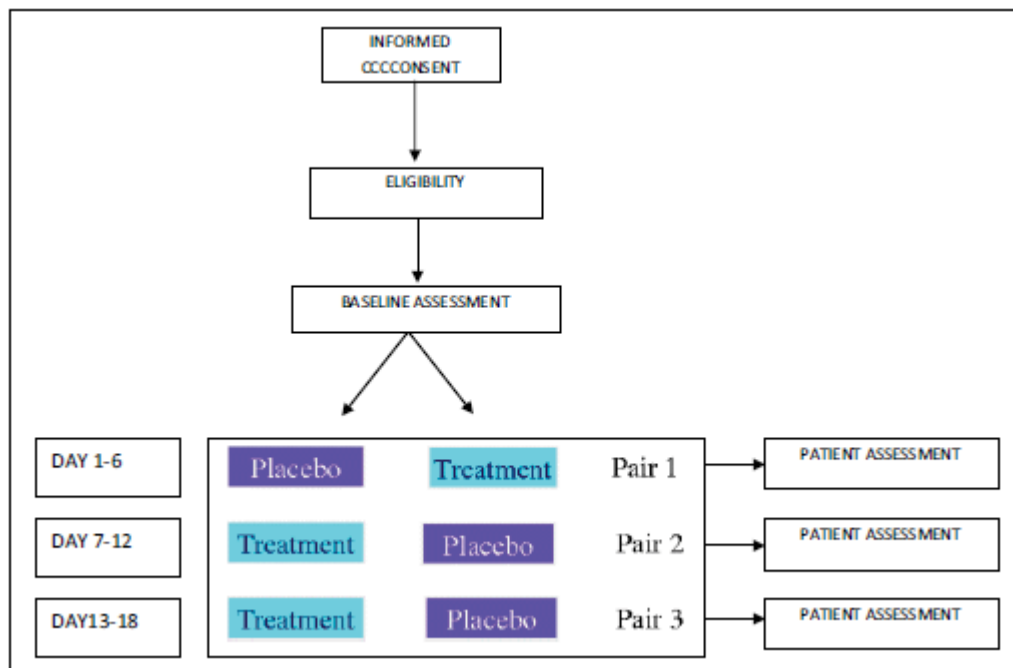 INFORMED
CCCCONSENT
ELIGIBILITY
BASELINE ASSESSMENT
DAY 1-6
Placebo
Treatment
Pair 1
PATIENT ASSESSMENT
DAY 7-12
Treatment
Placebo
Pair 2
PATIENT ASSESSMENT
DAY13-18
Treatment
Placebo
Pair 3
PATIENT ASSESSMENT